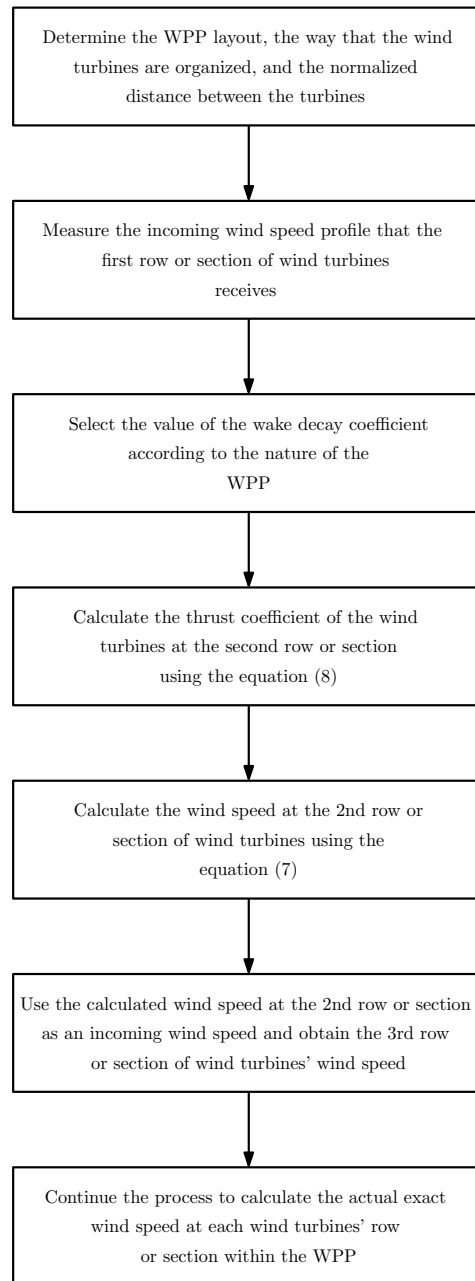 Determine the WPP layout, the way that the wind
turbines are organized, and the normalized
distance between the turbines
Measure the incoming wind speed profile that the
first row or section of wind turbines
receives
Select the value of the wake decay coefficient
according to the nature of the
WPP
Calculate the thrust coefficient of the wind
turbines at the second row or section
using the equation (8)
Calculate the wind speed at the 2nd row or
section of wind turbines using the
equation (7)
Use the calculated wind speed at the 2nd row or section
as an incoming wind speed and obtain the 3rd row
or section of wind turbines’ wind speed
Continue the process to calculate the actual exact
wind speed at each wind turbines’ row
or section within the WPP